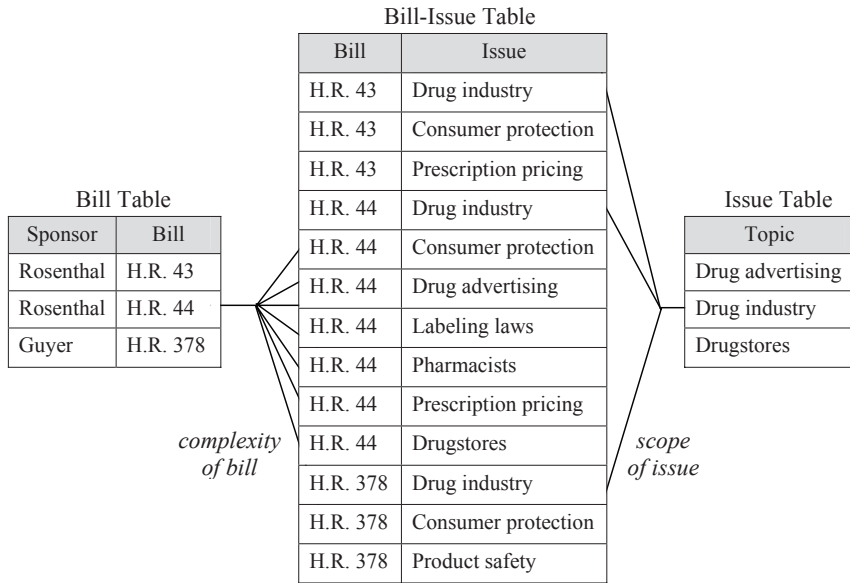 Bill-Issue Table
Bill Issue
H.R. 43 Drug industry
H.R. 43 Consumer protection
H.R. 43 Prescription pricing
H.R. 44 Drug industry
H.R. 44 Consumer protection
H.R. 44 Drug advertising
H.R. 44 Labeling laws
H.R. 44 Pharmacists
H.R. 44 Prescription pricing
H.R. 44 Drugstores
H.R. 378 Drug industry
H.R. 378 Consumer protection
H.R. 378 Product safety
Bill Table
Sponsor Bill
Rosenthal H.R. 43
Rosenthal H.R. 44
Guyer H.R. 378
complexity
of bill
Issue Table
Topic
Drug advertising
Drug industry
Drugstores
scope
of issue